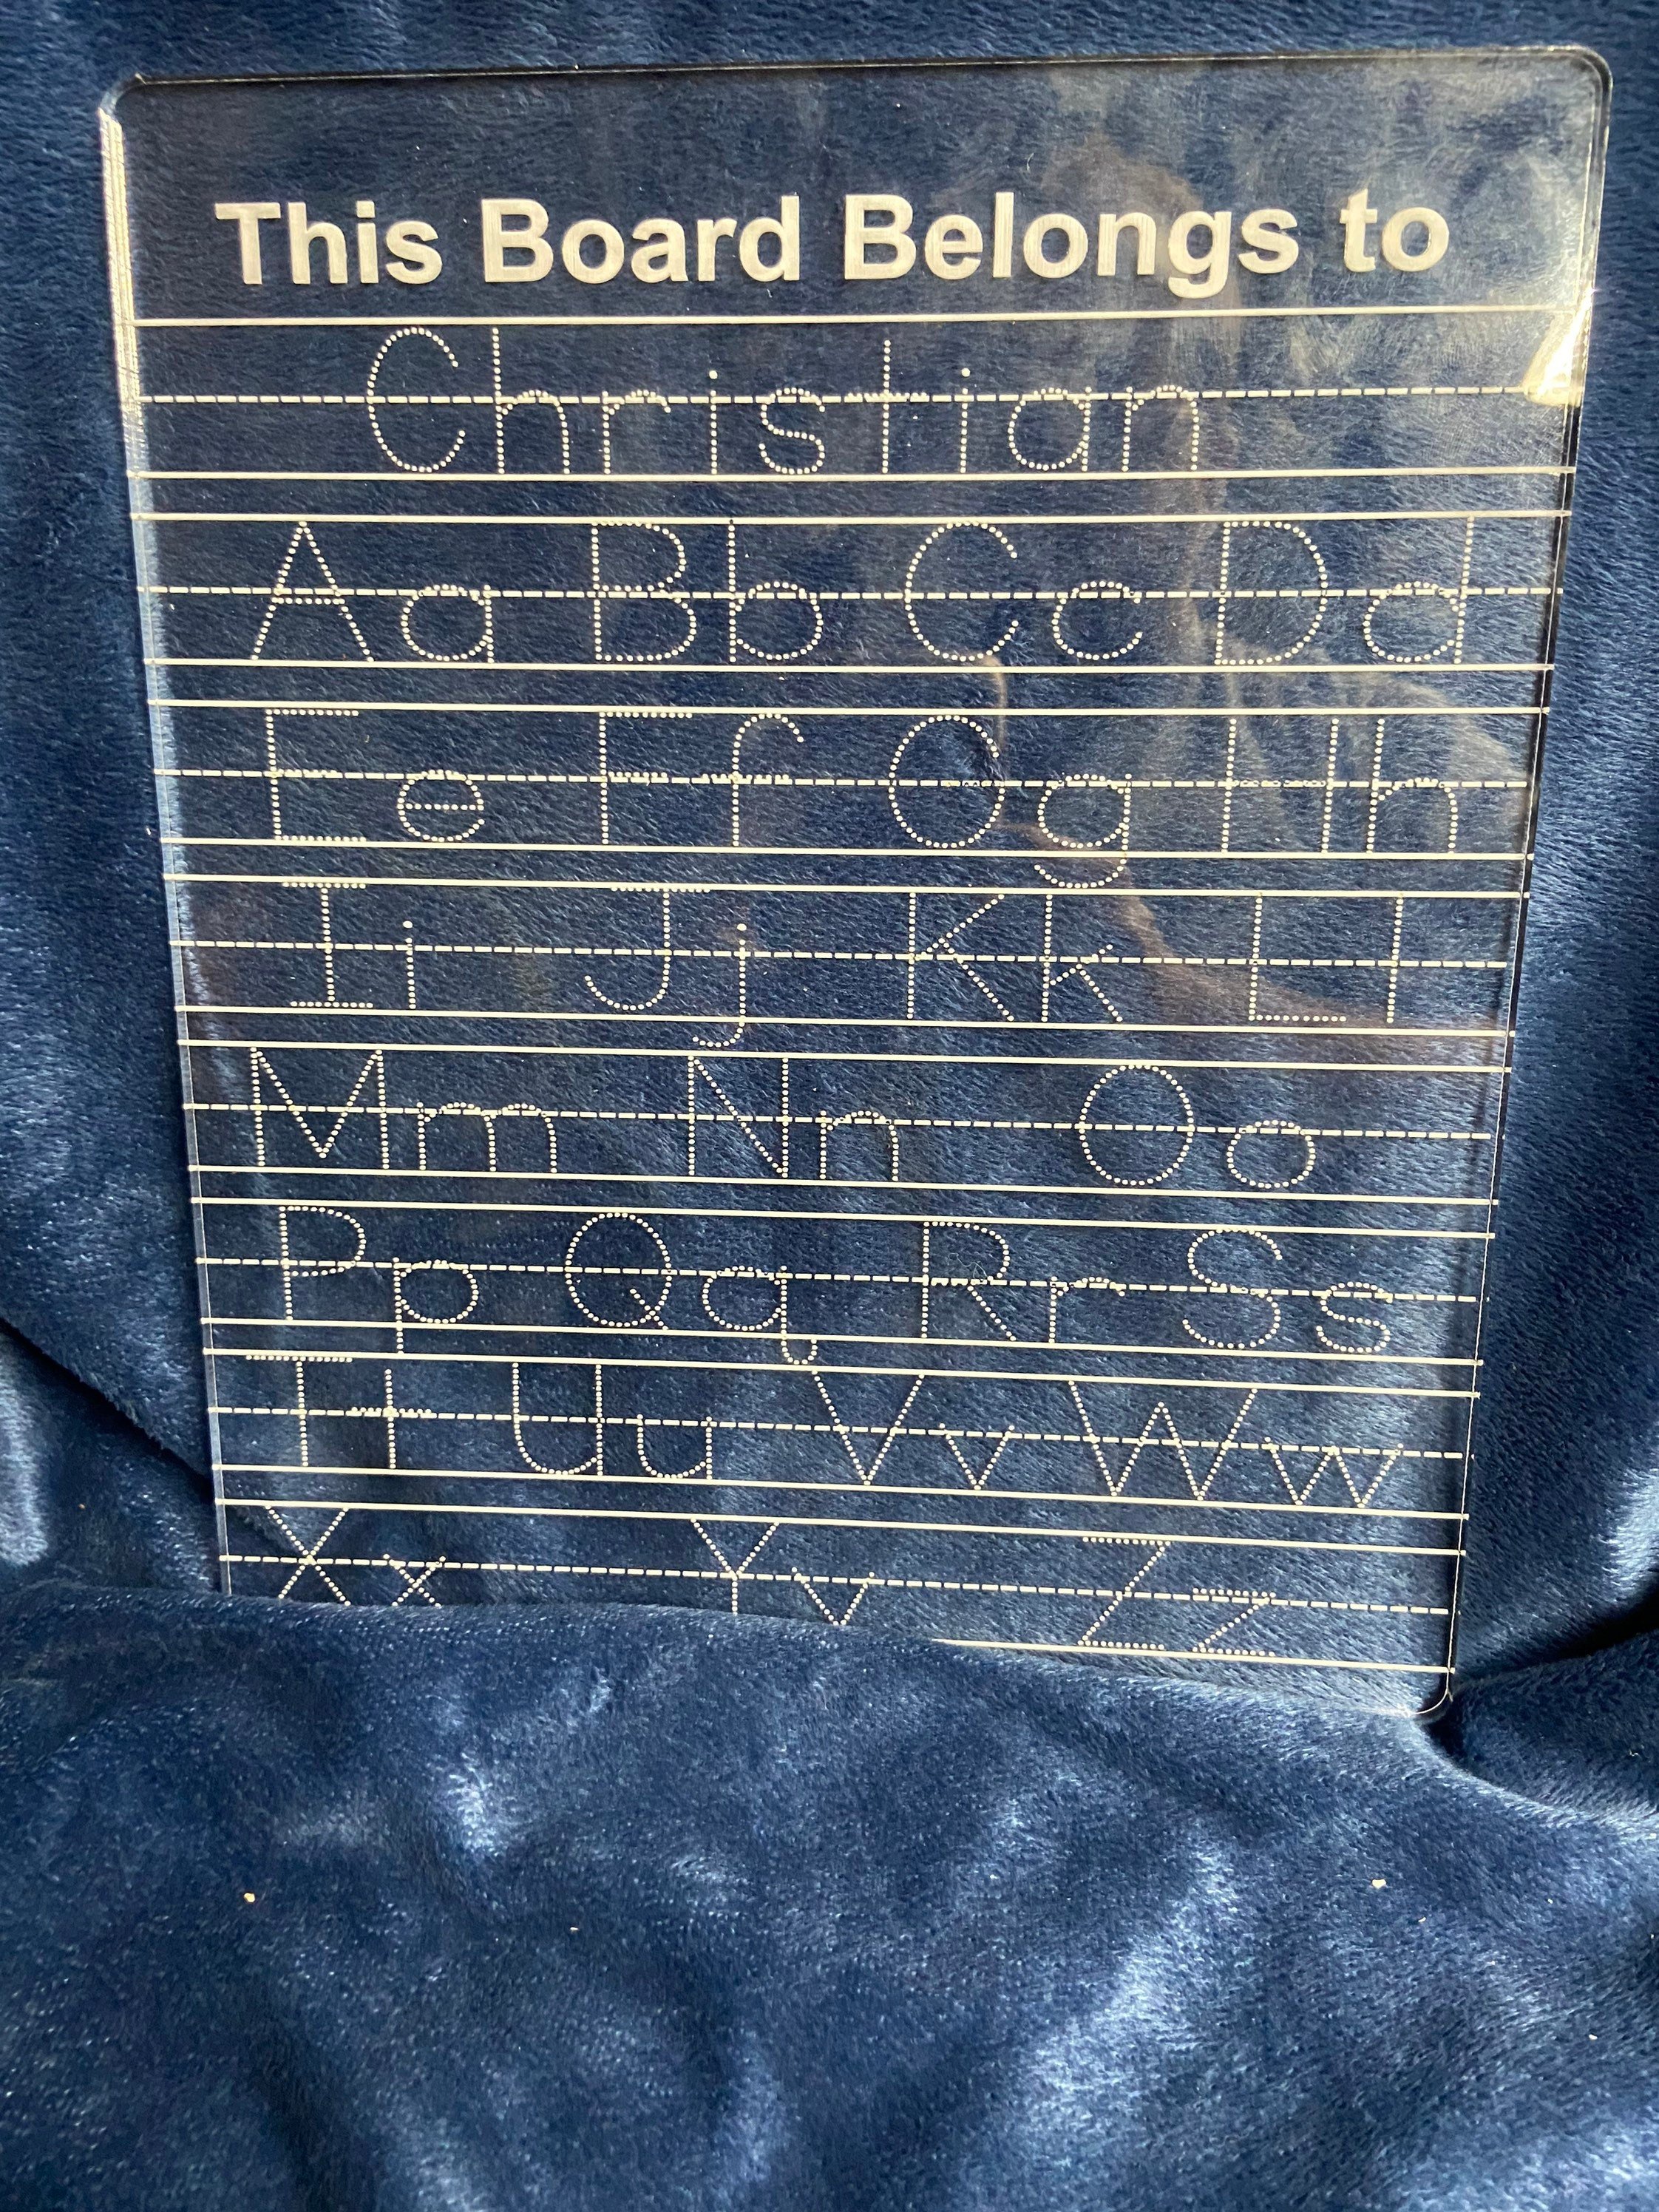 This Board Belongs to
Christian
Aa Bb Cc Dd
Ee Ff Gg Hh
Ii Jj Kk Ll
Mm Nn Oo
Pp Qq Rr Ss
Tt Uu Vv Ww
Xx Yy Zz